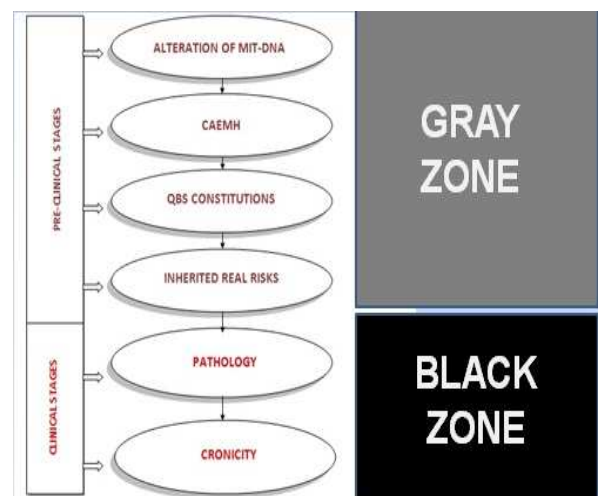 PRE-CLINICAL STAGES
CLINICAL STAGES
ALTERATION OF MIT-DNA
CAEMH
QBS CONSTITUTIONS
INHERITED REAL RISKS
PATHOLOGY
CRONICITY
GRAY
ZONE
BLACK
ZONE